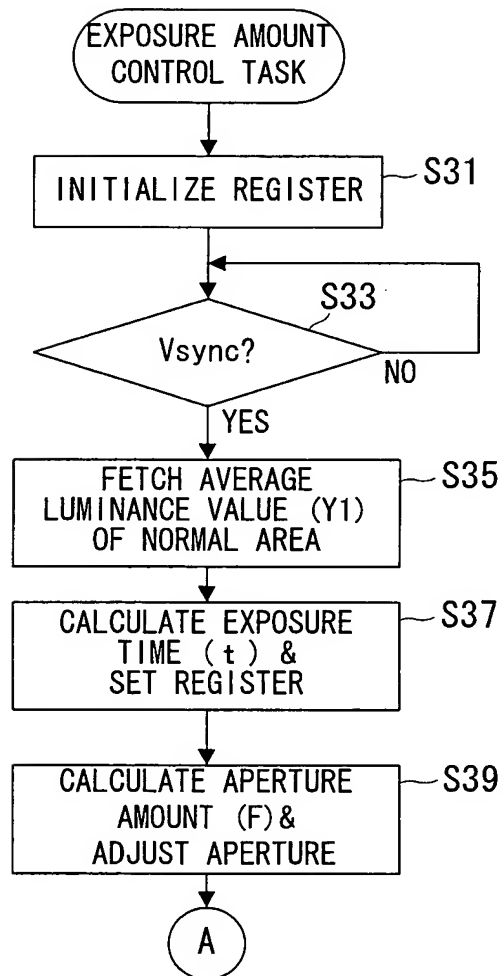 EXPOSURE AMOUNT
CONTROL TASK
INITIALIZE REGISTER
S31
S33
Vsync?
NO
YES
FETCH AVERAGE
LUMINANCE VALUE (Y1)
OF NORMAL AREA
S35
CALCULATE EXPOSURE
TIME (t) &
SET REGISTER
S37
CALCULATE APERTURE
AMOUNT (F)&
ADJUST APERTURE
S39
A